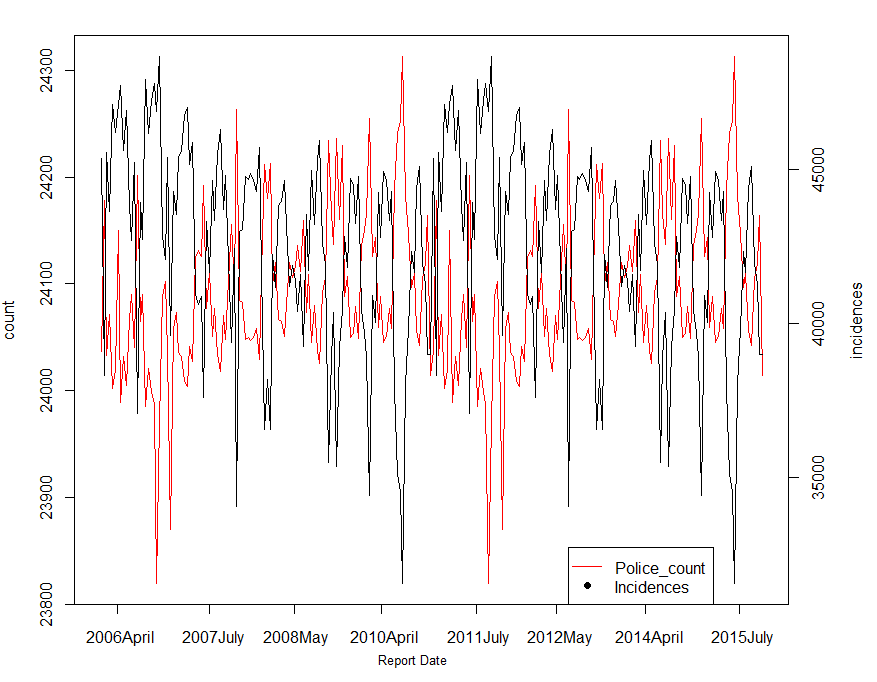 24300
24200
24100
24000
23900
23800
count
45000
40000
35000
incidences
Police_count
Incidences
2006April 2007July 2008May 2010April 2011July 2012May 2014April 2015July
Report Date